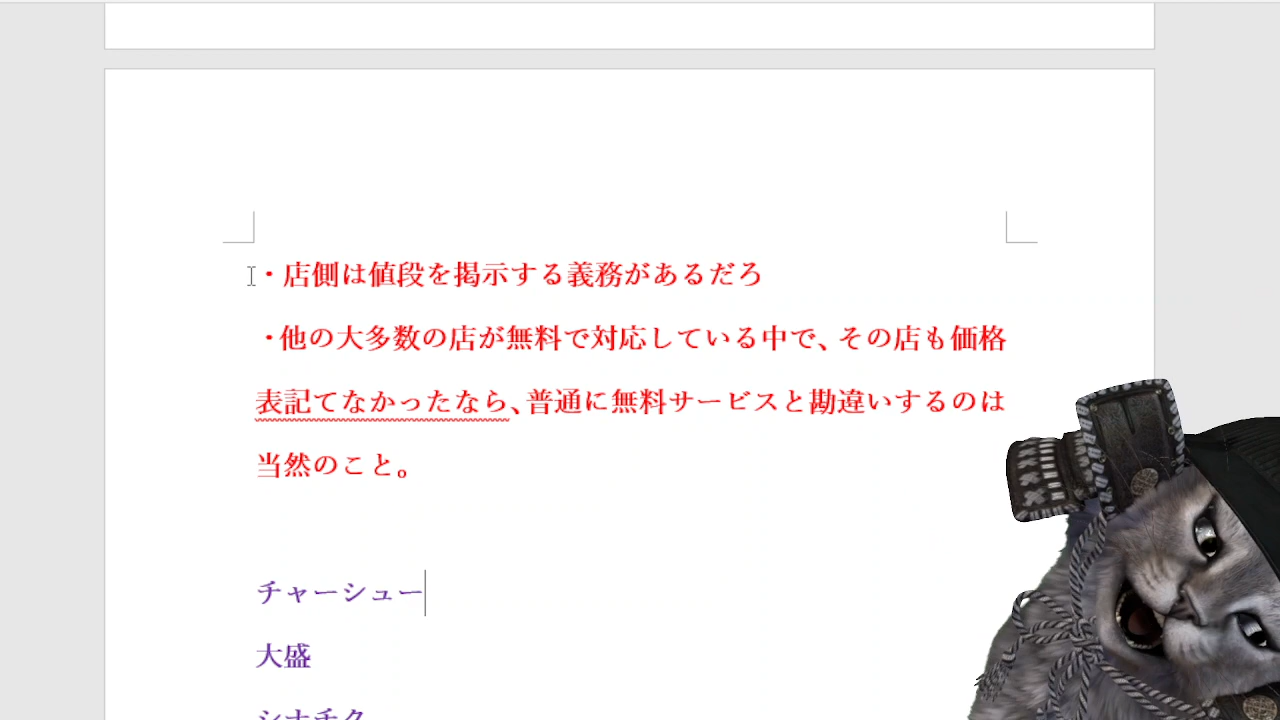 ・店側は値段を掲示する義務があるだろ
・他の大多数の店が無料で対応している中で、その店も価格
表記てなかったなら、普通に無料サービスと勘違いするのは
当然のこと。
チャーシュー
大盛
シナチク